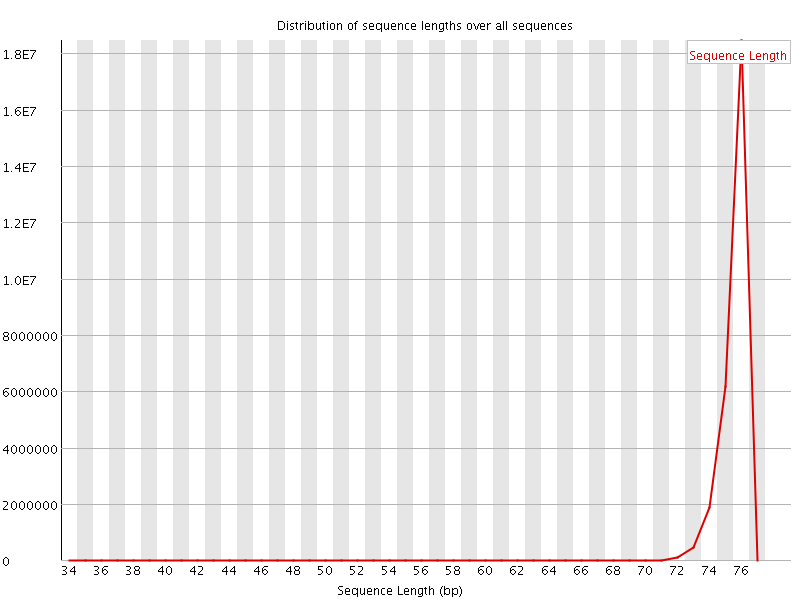 Distribution of sequence lengths over all sequences
Sequence Length
1.8E7
1.6E7
1.4E7
1.2E7
1.0E7
8000000
6000000
4000000
2000000
0
34 36 38 40 42 44 46 48 50 52 54 56 58 60 62 64 66 68 70 72 74 76
Sequence Length (bp)